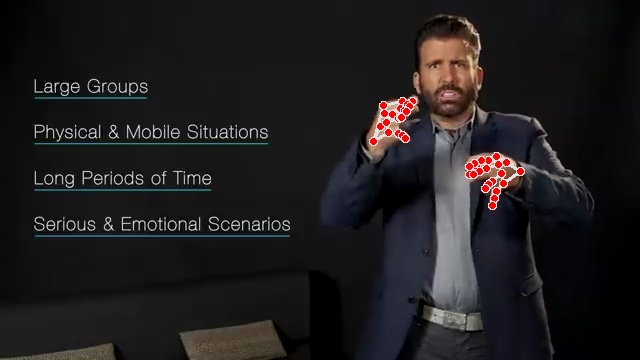 Large Groups
Physical & Mobile Situations
Long Periods of Time
Serious & Emotional Scenarios